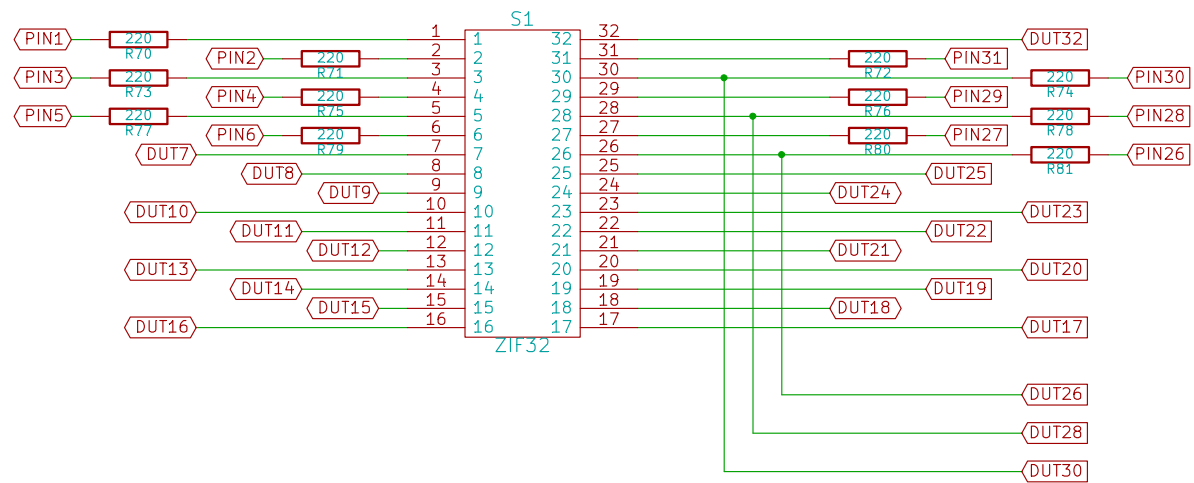 S1
PIN1 220 R70 1 1 32 32 DUT32
PIN2 220 R71 2 2 31 31 220 R72 PIN31
PIN3 220 R73 3 3 30 30 220 R74 PIN30
PIN4 220 R75 4 4 29 29 220 R76 PIN29
PIN5 220 R77 5 5 28 28 220 R78 PIN28
PIN6 220 R79 6 6 27 27 220 R80 PIN27
DUT7 7 7 26 26 220 R81 PIN26
DUT8 8 8 25 25 DUT25
DUT9 9 9 24 24 DUT24
DUT10 10 10 23 23 DUT23
DUT11 11 11 22 22 DUT22
DUT12 12 12 21 21 DUT21
DUT13 13 13 20 20 DUT20
DUT14 14 14 19 19 DUT19
DUT15 15 15 18 18 DUT18
DUT16 16 16 17 17 DUT17
ZIF32
DUT26
DUT28
DUT30